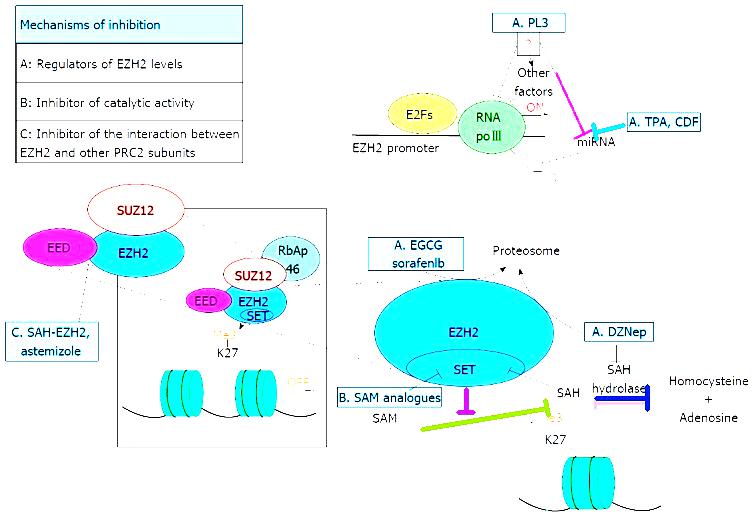 Mechanisms of inhibition
A: Regulators of EZH2 levels
B: Inhibitor of catalytic activity
C: Inhibitor of the interaction between
EZH2 and other PRC2 subunits
A. PL3
?
Other
factors
ON
E2Fs
RNA
pol II
EZH2 promoter
miRNA
A. TPA, CDF
SUZ12
EED
EZH2
RbAp
46
SUZ12
EED
EZH2
SET
K27
C. SAH-EZH2,
astemizole
A. EGCG
sorafenib
Proteosome
EZH2
SET
A. DZNep
SAH
hydrolase
B. SAM analogues
SAM
SAH
K27
Homocysteine
+
Adenosine